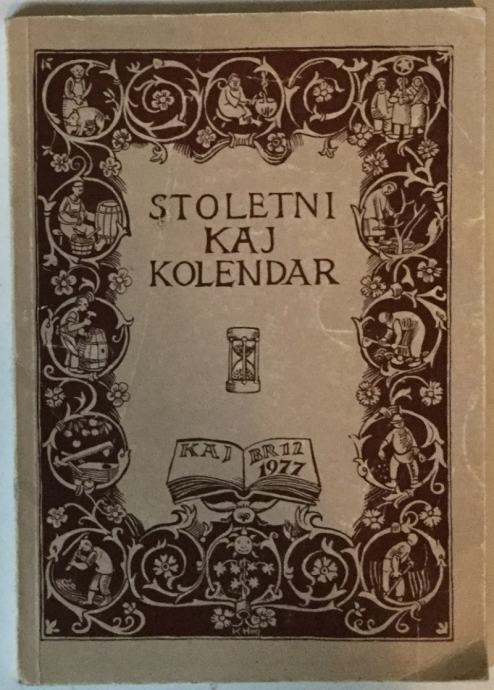 STOLETNI
KAJ
KOLENDAR
KAJ BR 12
1977